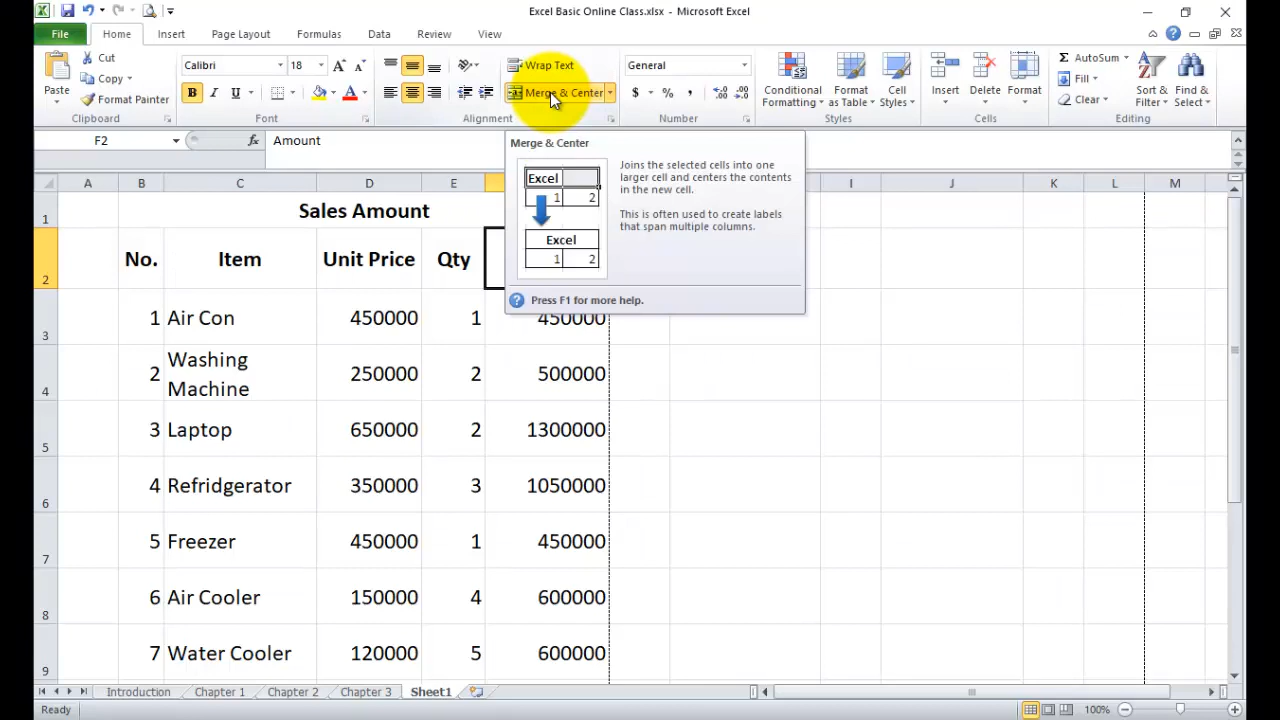 Excel Basic Online Class.xlsx - Microsoft Excel
File Home Insert Page Layout Formulas Data Review View
Paste
Cut
Copy
Format Painter
Clipboard
Calibri 18 A A
B I U A
Font
Wrap Text
Merge & Center
Alignment
General
$ % , .0 .00 .00 .0
Number
Conditional Formatting
Format as Table
Cell Styles
Styles
Insert Delete Format
Cells
Σ AutoSum
Fill
Clear
Sort & Filter
Find & Select
Editing
F2 fx Amount
Merge & Center
Excel
1 2
Excel
1 2
Joins the selected cells into one
larger cell and centers the contents
in the new cell.
This is often used to create labels
that span multiple columns.
Press F1 for more help.
A B C D E I J K L M
1 Sales Amount
2 No. Item Unit Price Qty
3 1 Air Con 450000 1 450000
4 2 Washing Machine 250000 2 500000
5 3 Laptop 650000 2 1300000
6 4 Refridgerator 350000 3 1050000
7 5 Freezer 450000 1 450000
8 6 Air Cooler 150000 4 600000
9 7 Water Cooler 120000 5 600000
Introduction Chapter 1 Chapter 2 Chapter 3 Sheet1
Ready 100%